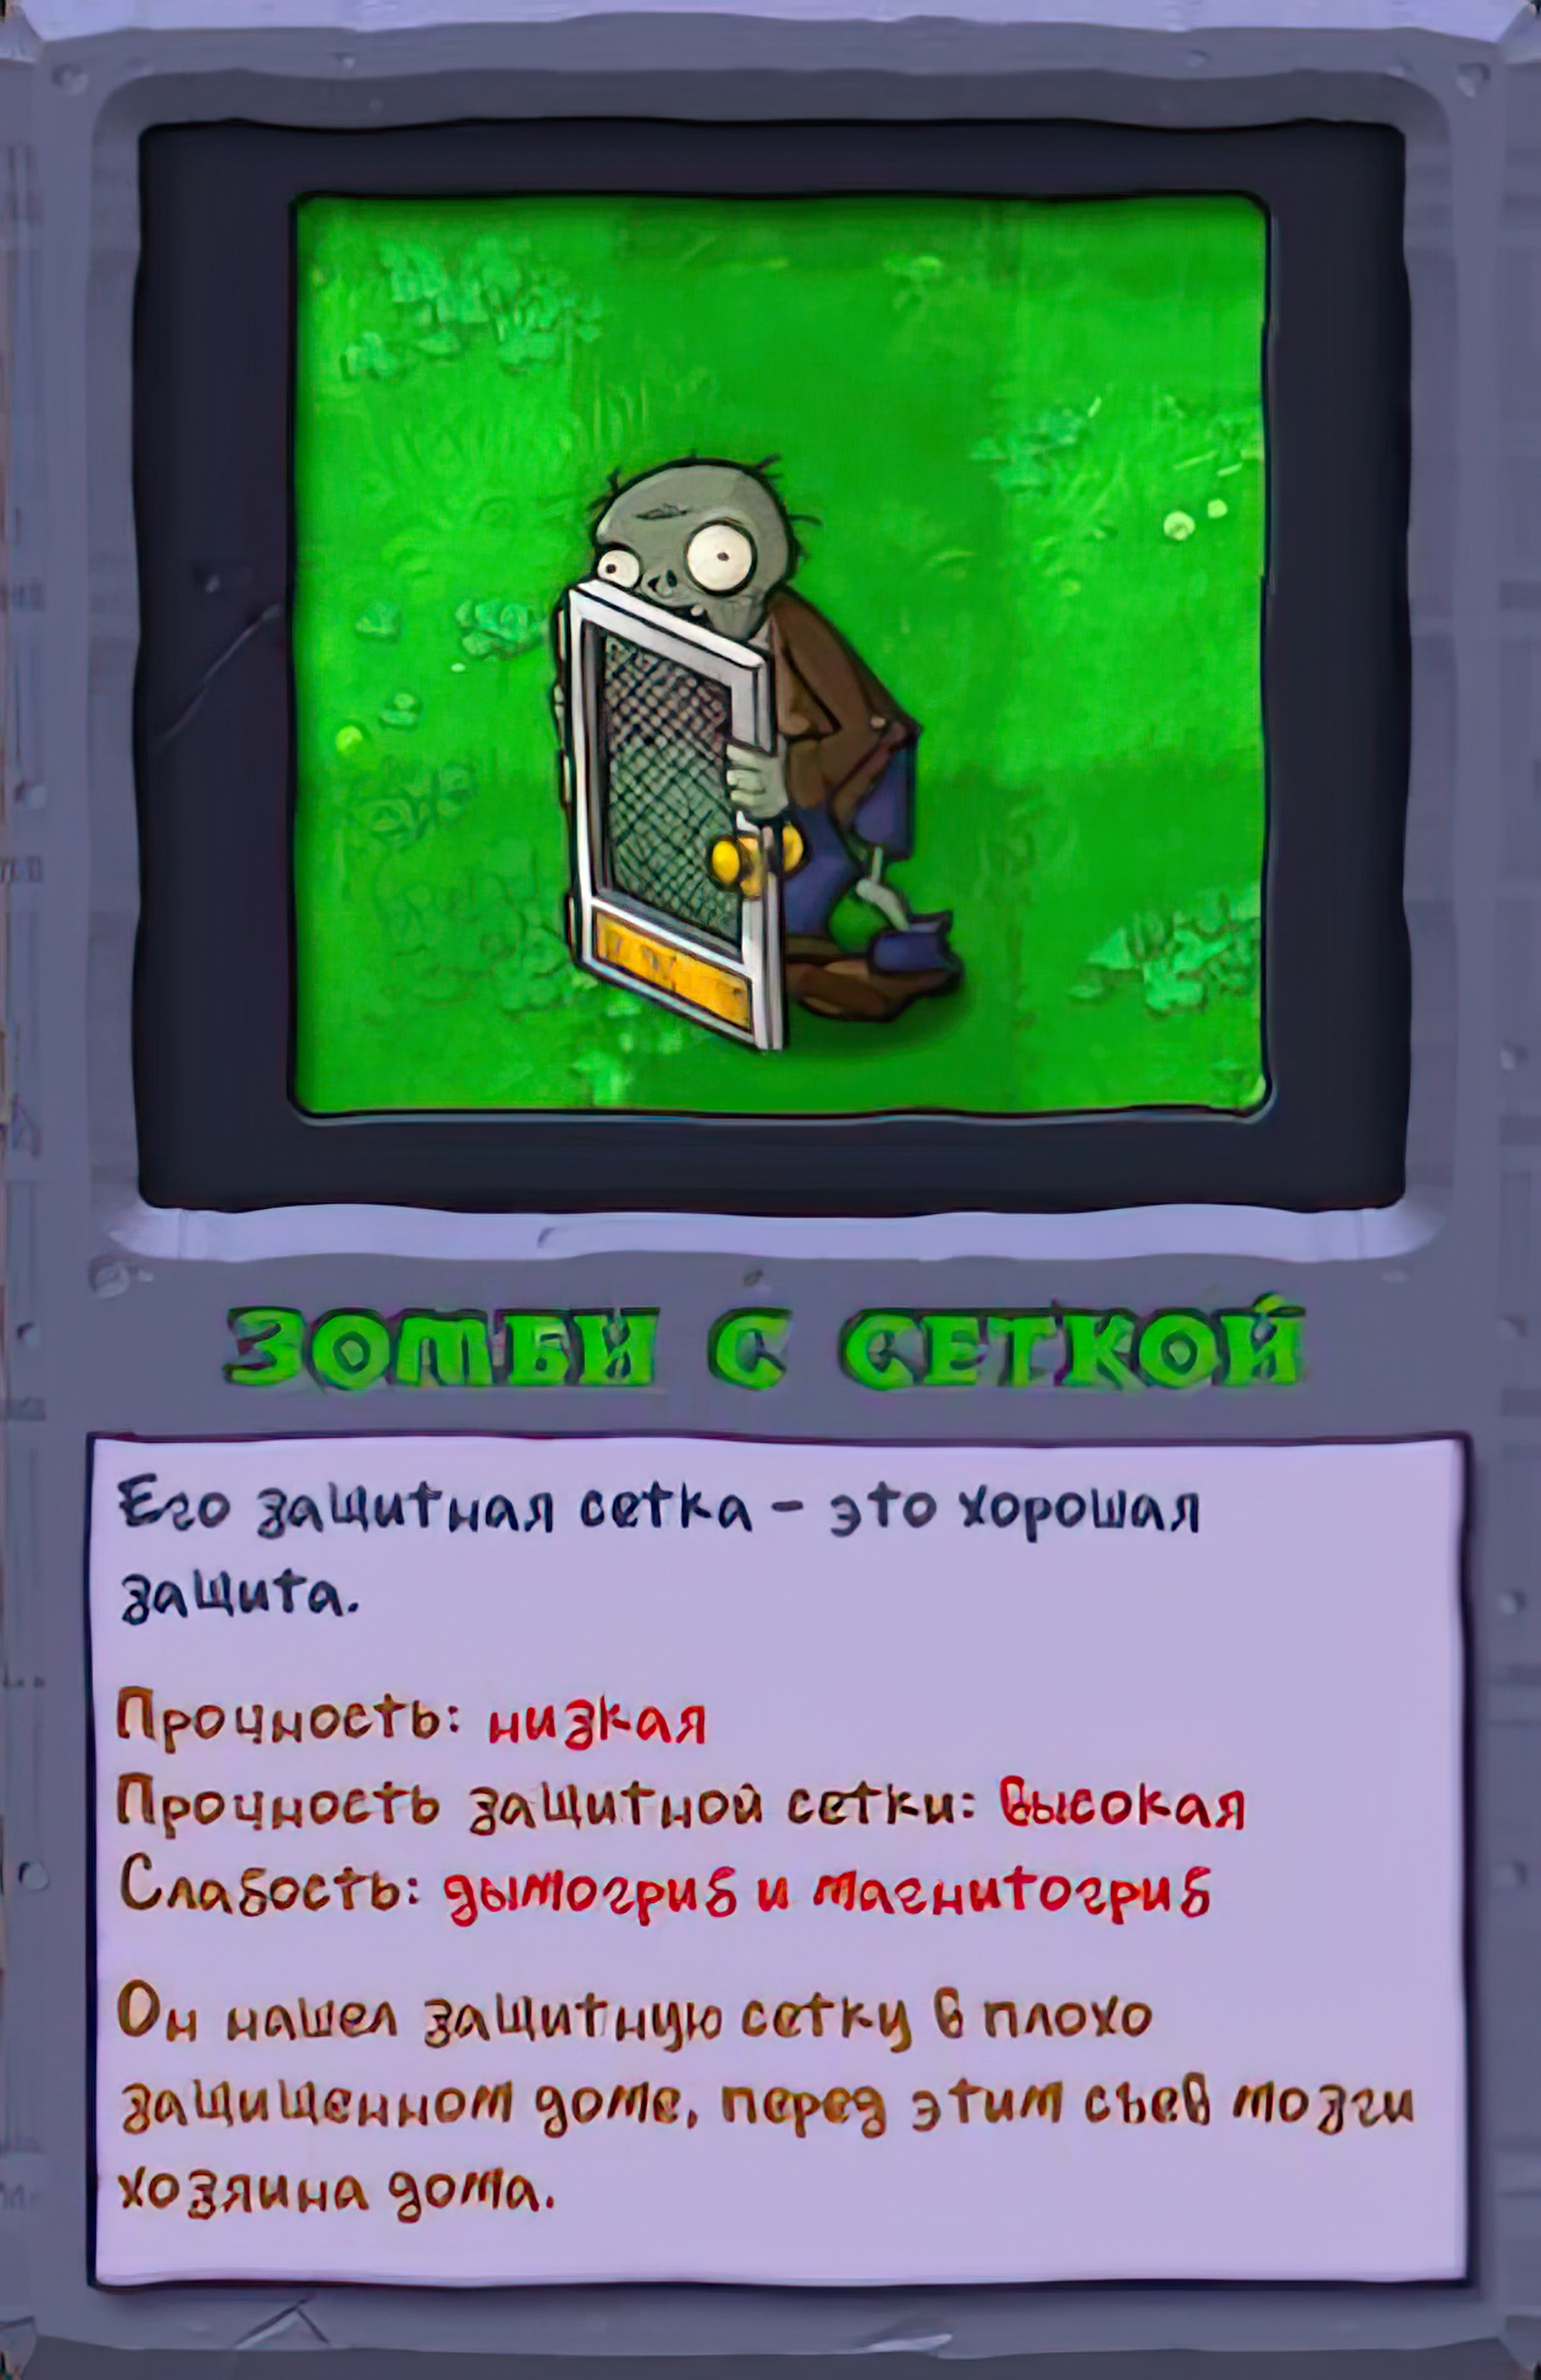 ЗОМБИ С СЕТКОЙ
Его защитная сетка - это хорошая
защита.
Прочность: низкая
Прочность защитной сетки: высокая
Слабость: дымогриб и магнитогриб
Он нашел защитную сетку в плохо
защищенном доме, перед этим съев мозги
хозяина дома.